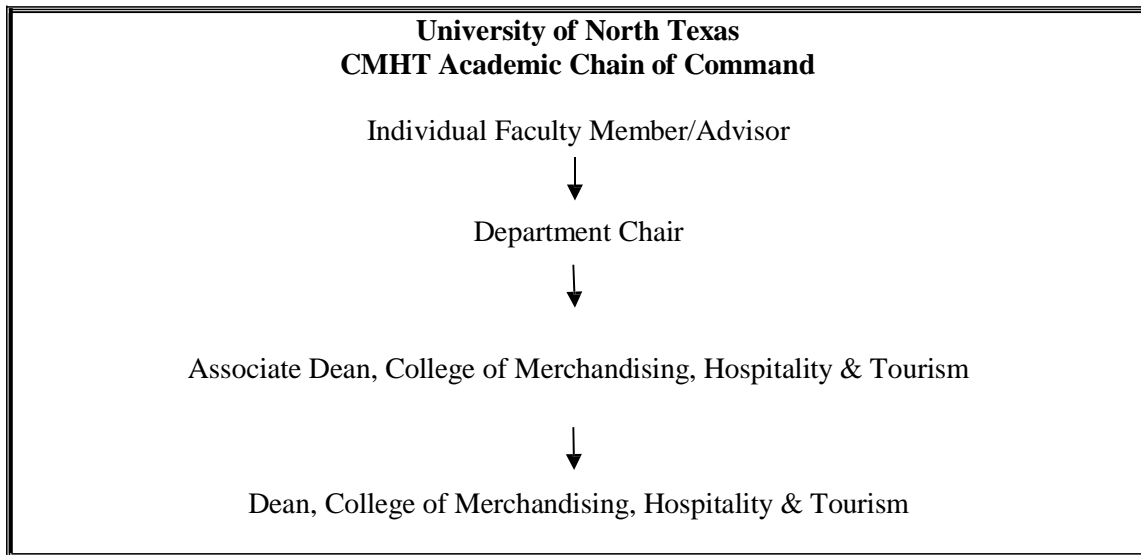 University of North Texas
CMHT Academic Chain of Command
Individual Faculty Member/Advisor
Department Chair
Associate Dean, College of Merchandising, Hospitality & Tourism
Dean, College of Merchandising, Hospitality & Tourism